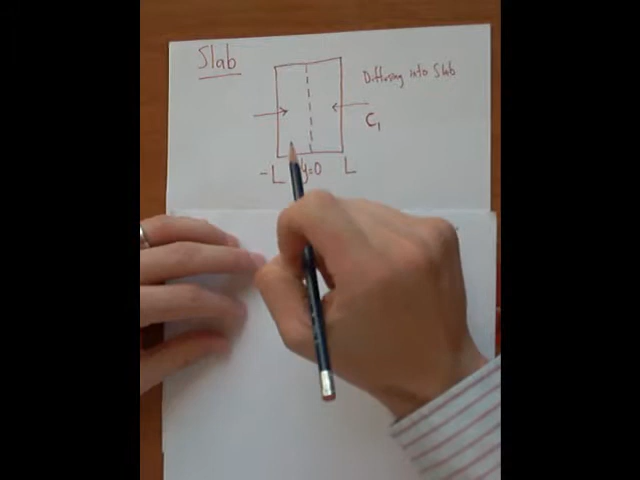 Slab
Diffusing into Slab
C₁
-L y=0 L